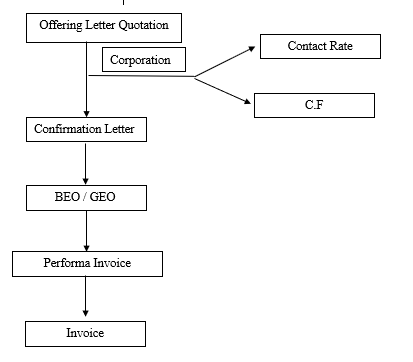 Offering Letter Quotation
Corporation
Contact Rate
C.F
Confirmation Letter
BEO / GEO
Performa Invoice
Invoice